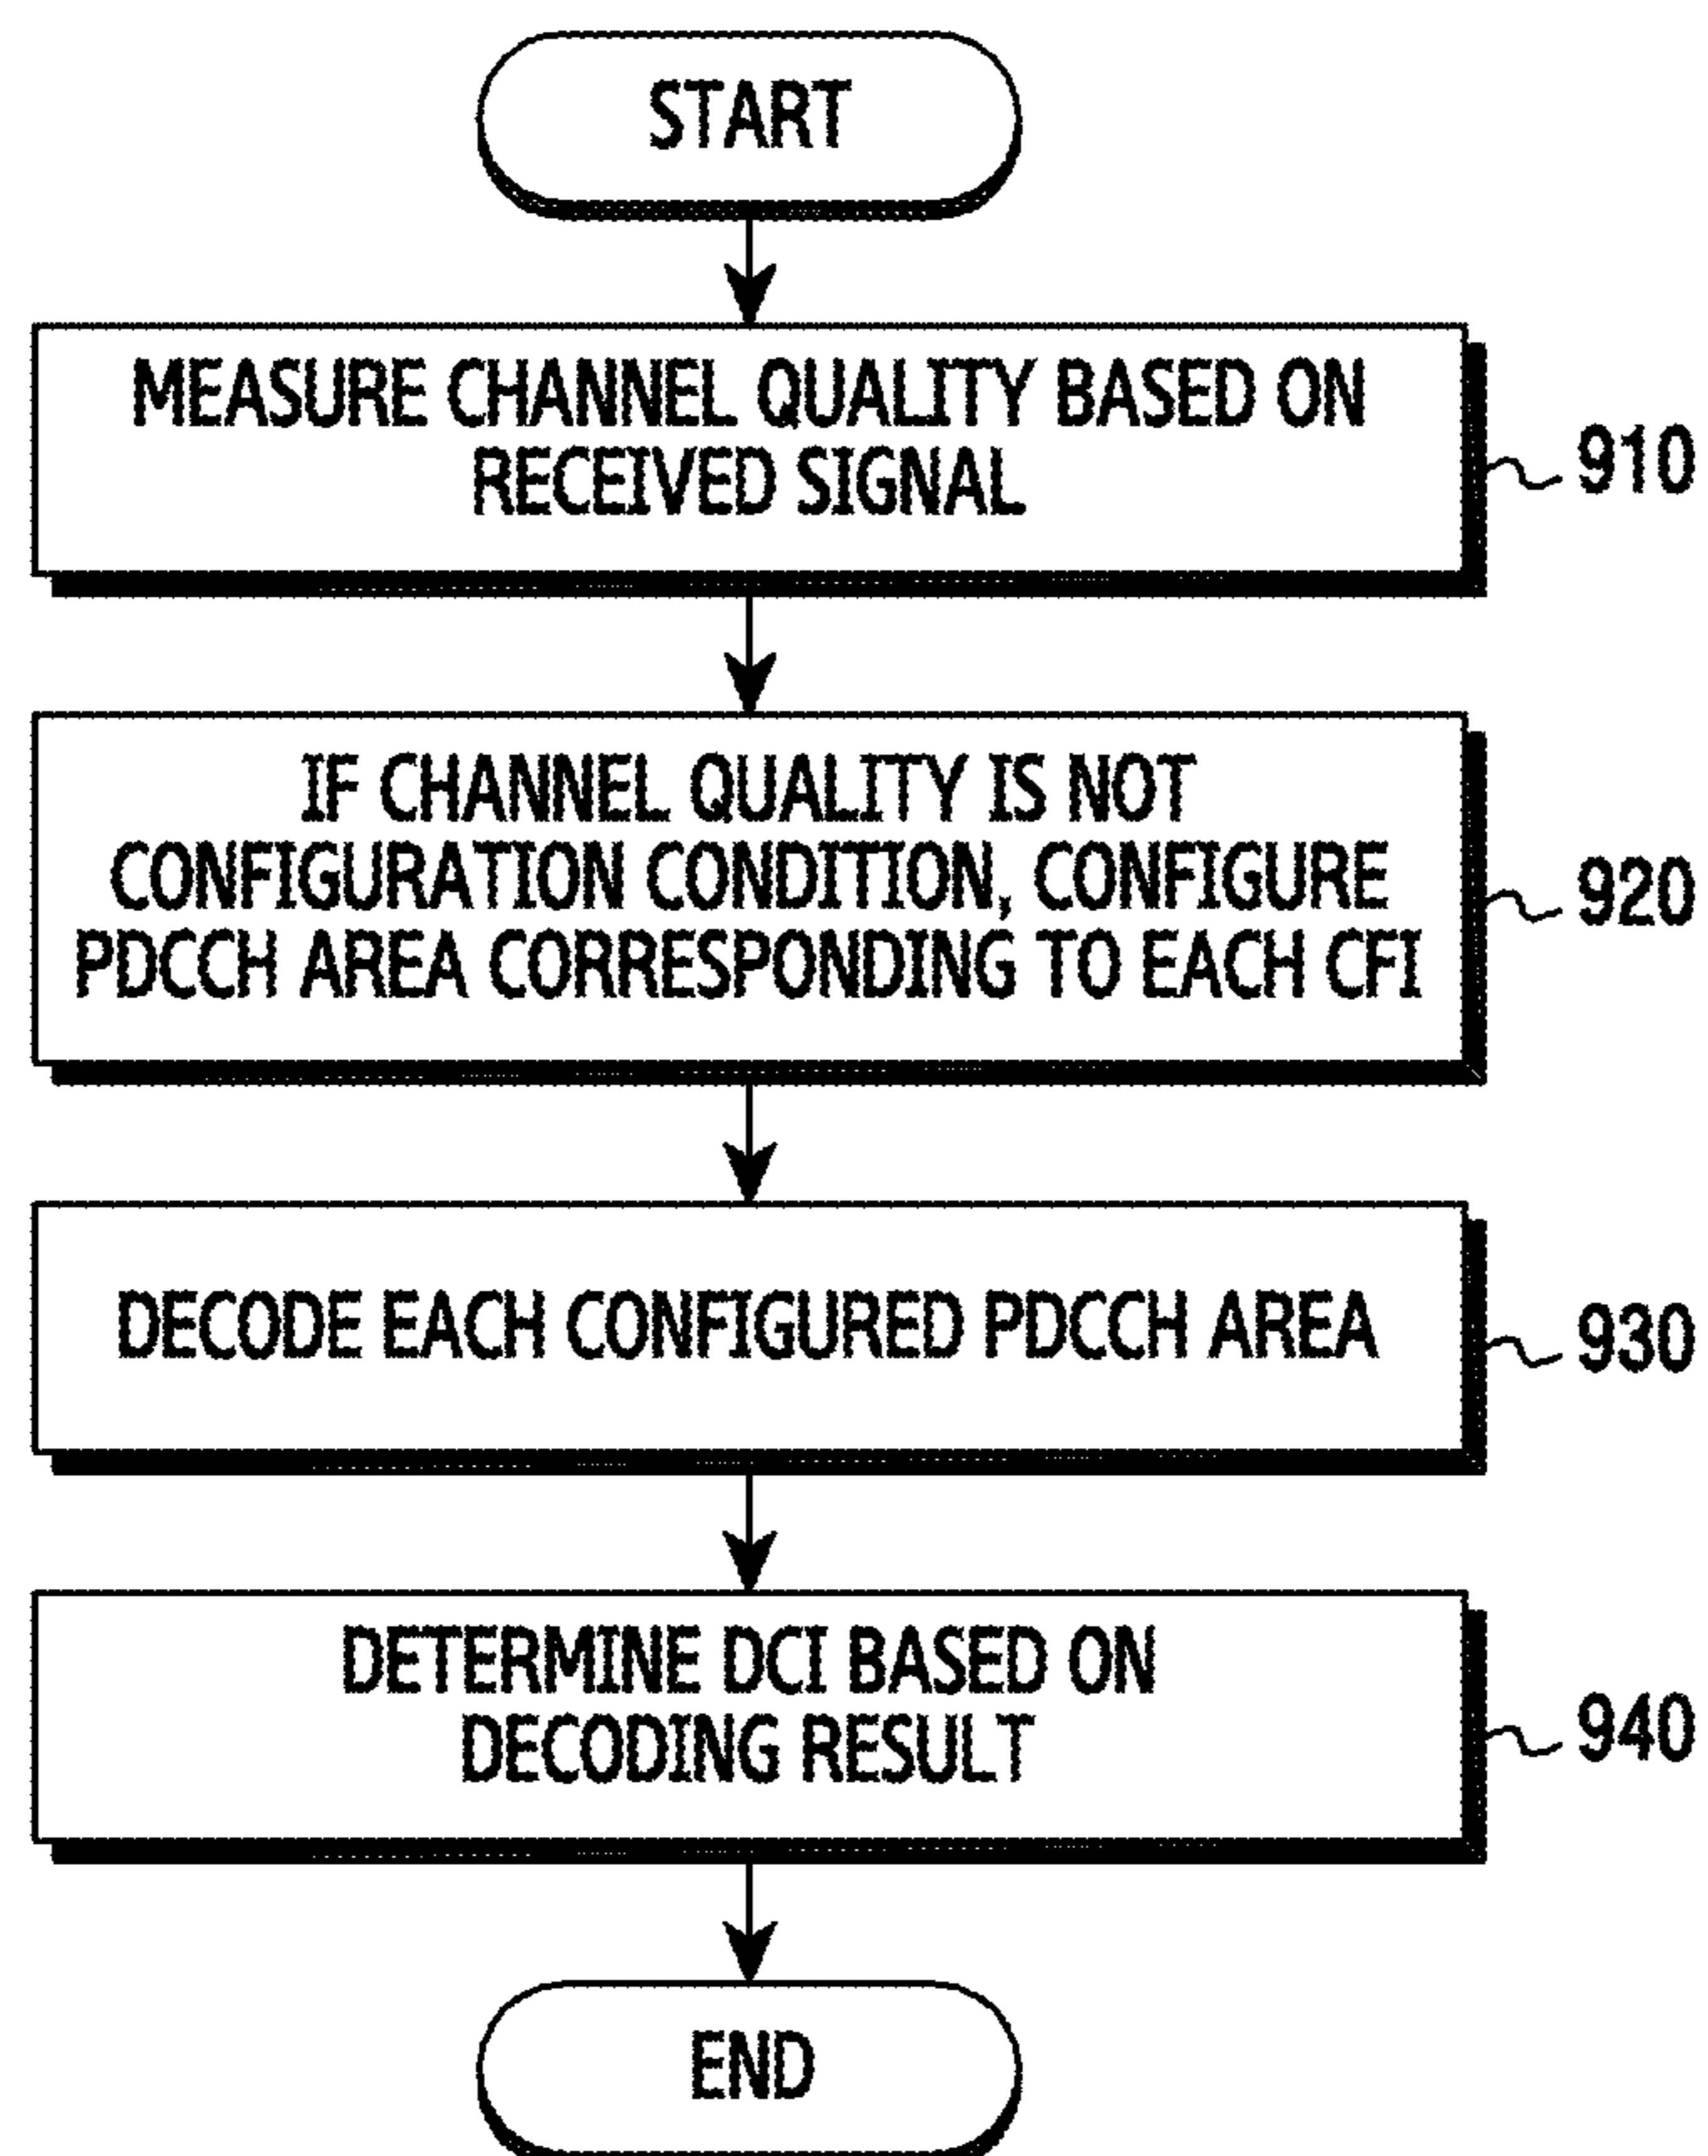 START
MEASURE CHANNEL QUALITY BASED ON
RECEIVED SIGNAL
910
IF CHANNEL QUALITY IS NOT
CONFIGURATION CONDITION, CONFIGURE
PDCCH AREA CORRESPONDING TO EACH CFI
920
DECODE EACH CONFIGURED PDCCH AREA
930
DETERMINE DCI BASED ON
DECODING RESULT
940
END